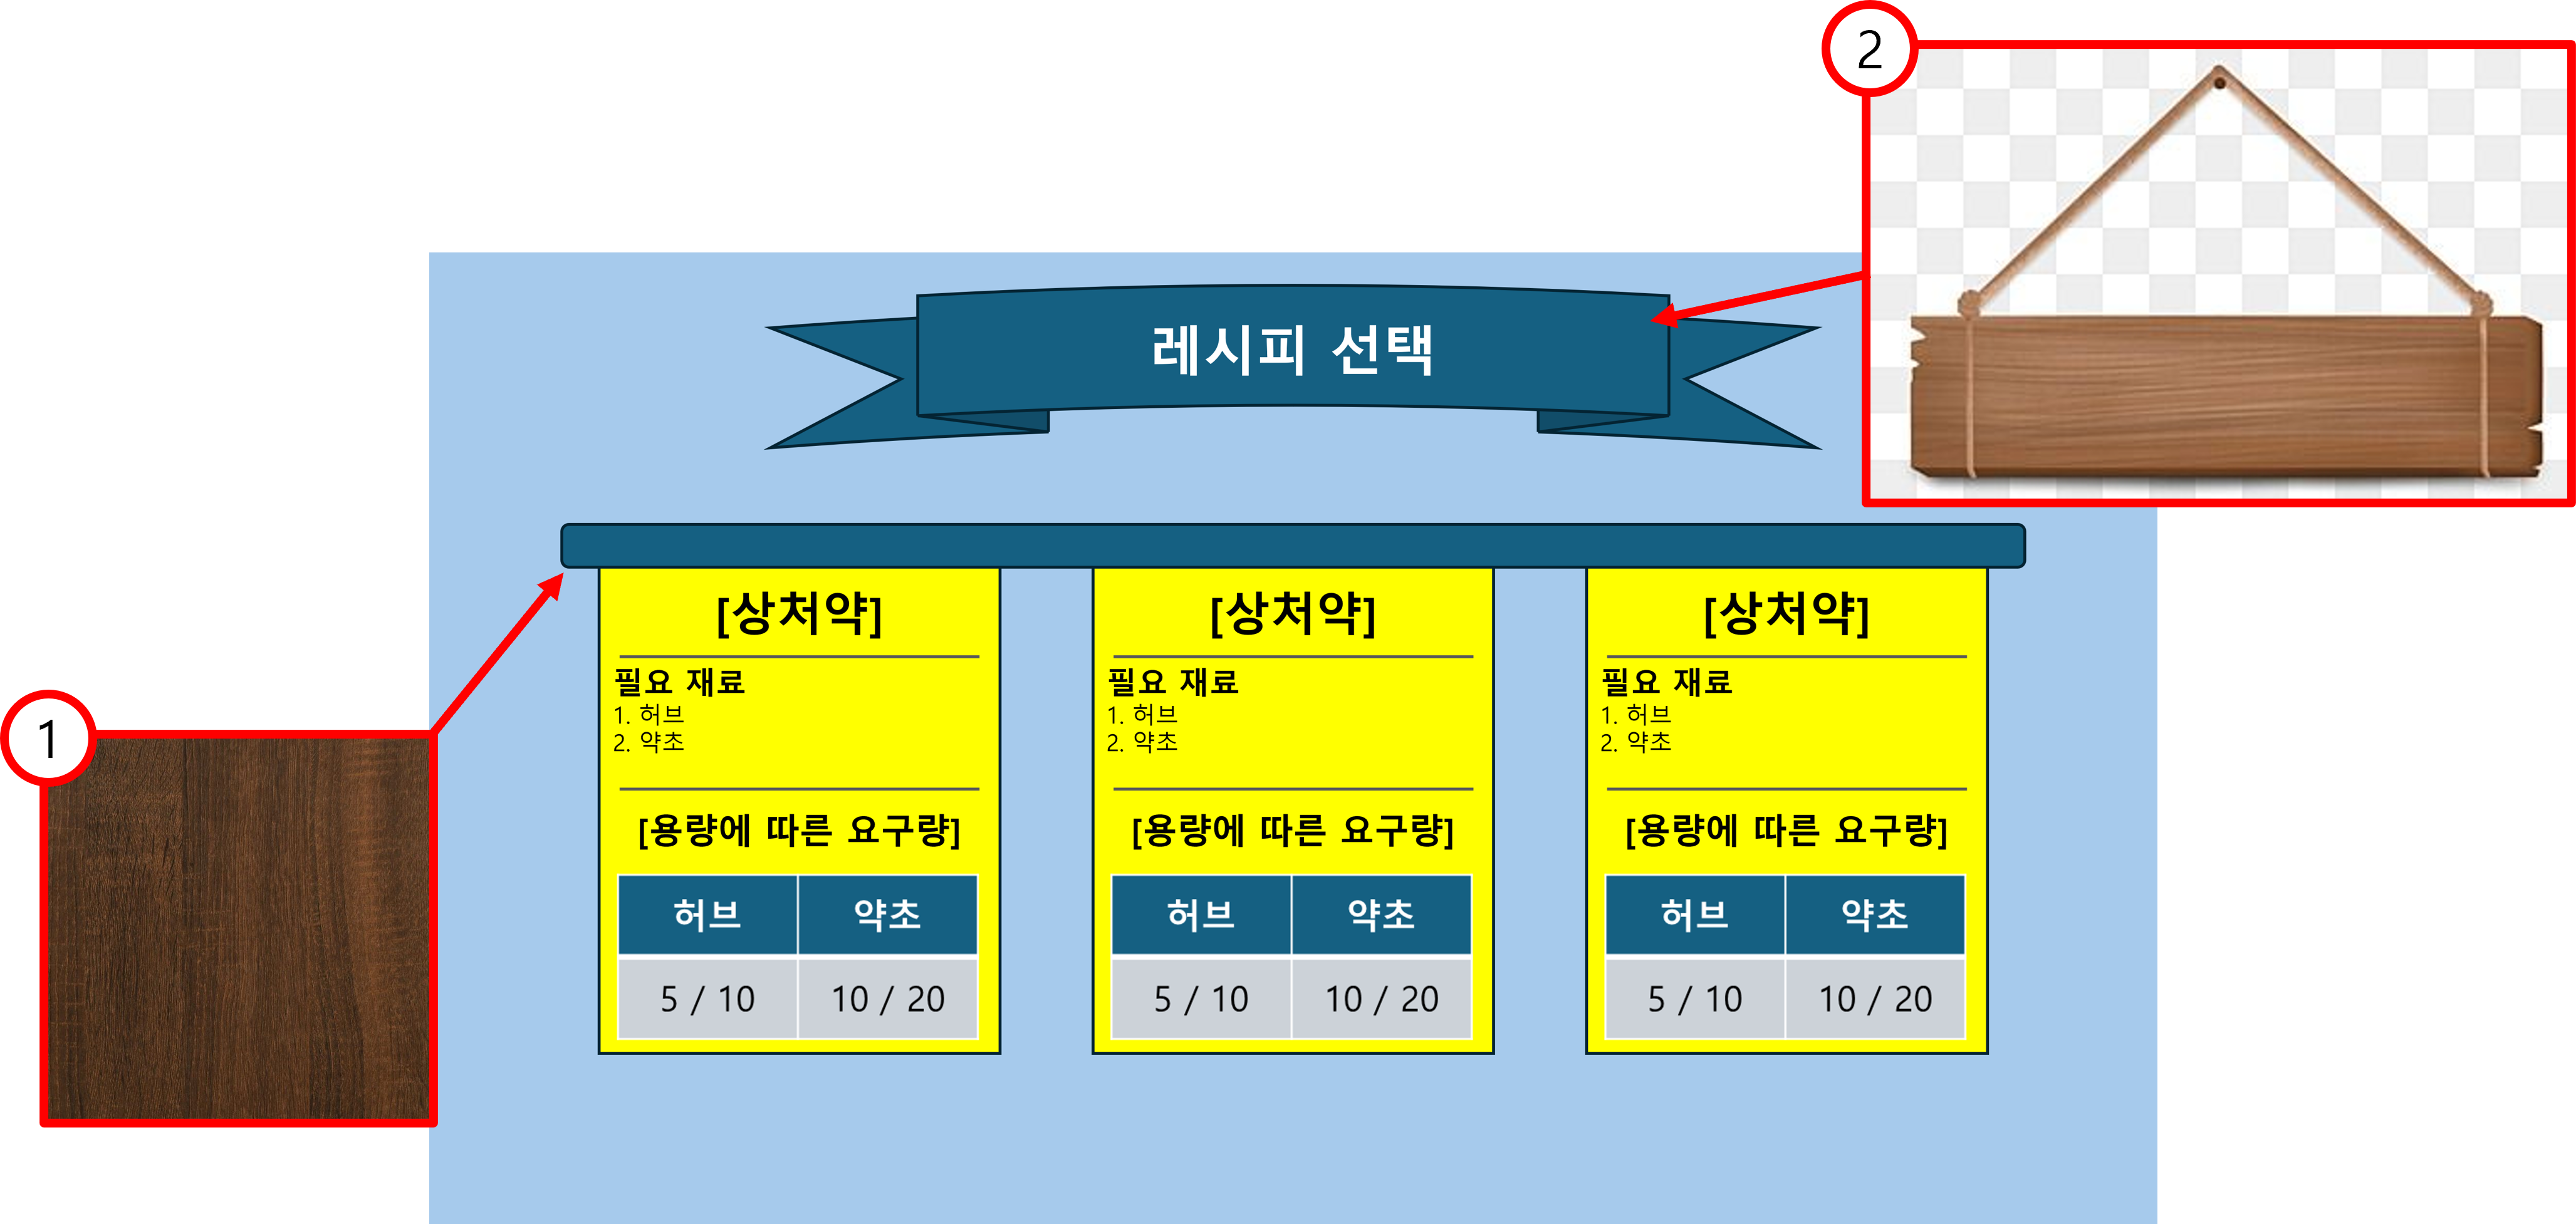 2
레시피 선택
[상처약]
필요 재료
1. 허브
2. 약초
[용량에 따른 요구량]
허브 약초
5 / 10 10 / 20
[상처약]
필요 재료
1. 허브
2. 약초
[용량에 따른 요구량]
허브 약초
5 / 10 10 / 20
[상처약]
필요 재료
1. 허브
2. 약초
[용량에 따른 요구량]
허브 약초
5 / 10 10 / 20
1